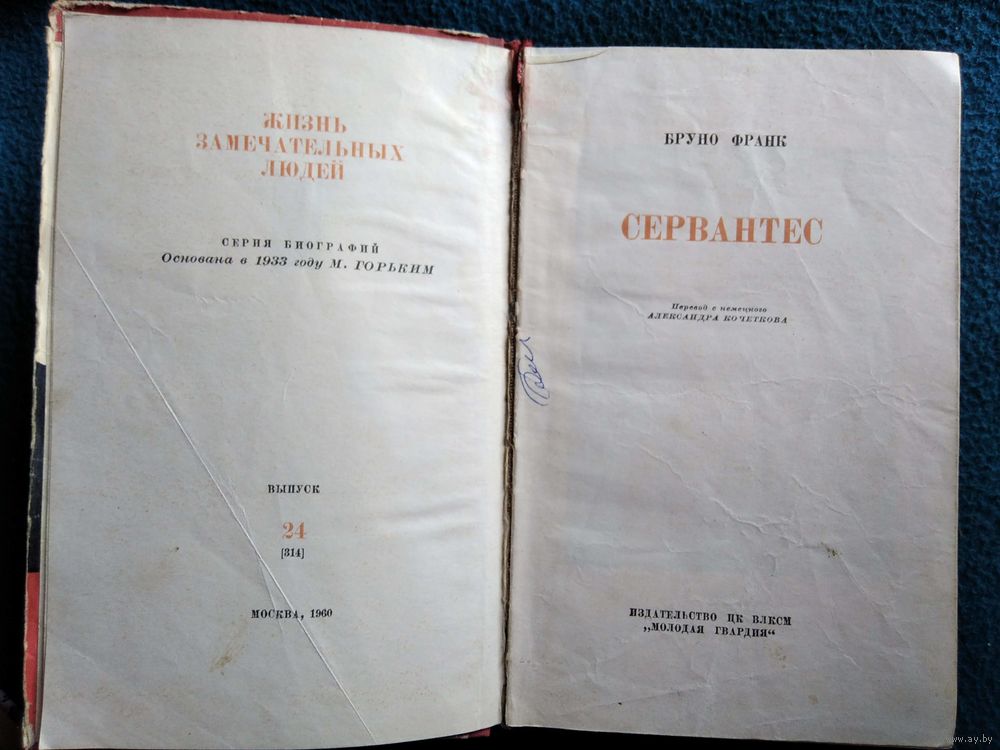 ЖИЗНЬ
ЗАМЕЧАТЕЛЬНЫХ
ЛЮДЕЙ
СЕРИЯ БИОГРАФИЙ
Основана в 1933 году М. ГОРЬКИМ
ВЫПУСК
24
[314]
МОСКВА, 1960
БРУНО ФРАНК
СЕРВАНТЕС
Перевод с немецкого
АЛЕКСАНДРА КОЧЕТКОВА
ИЗДАТЕЛЬСТВО ЦК ВЛКСМ
„МОЛОДАЯ ГВАРДИЯ“
www.ay.by